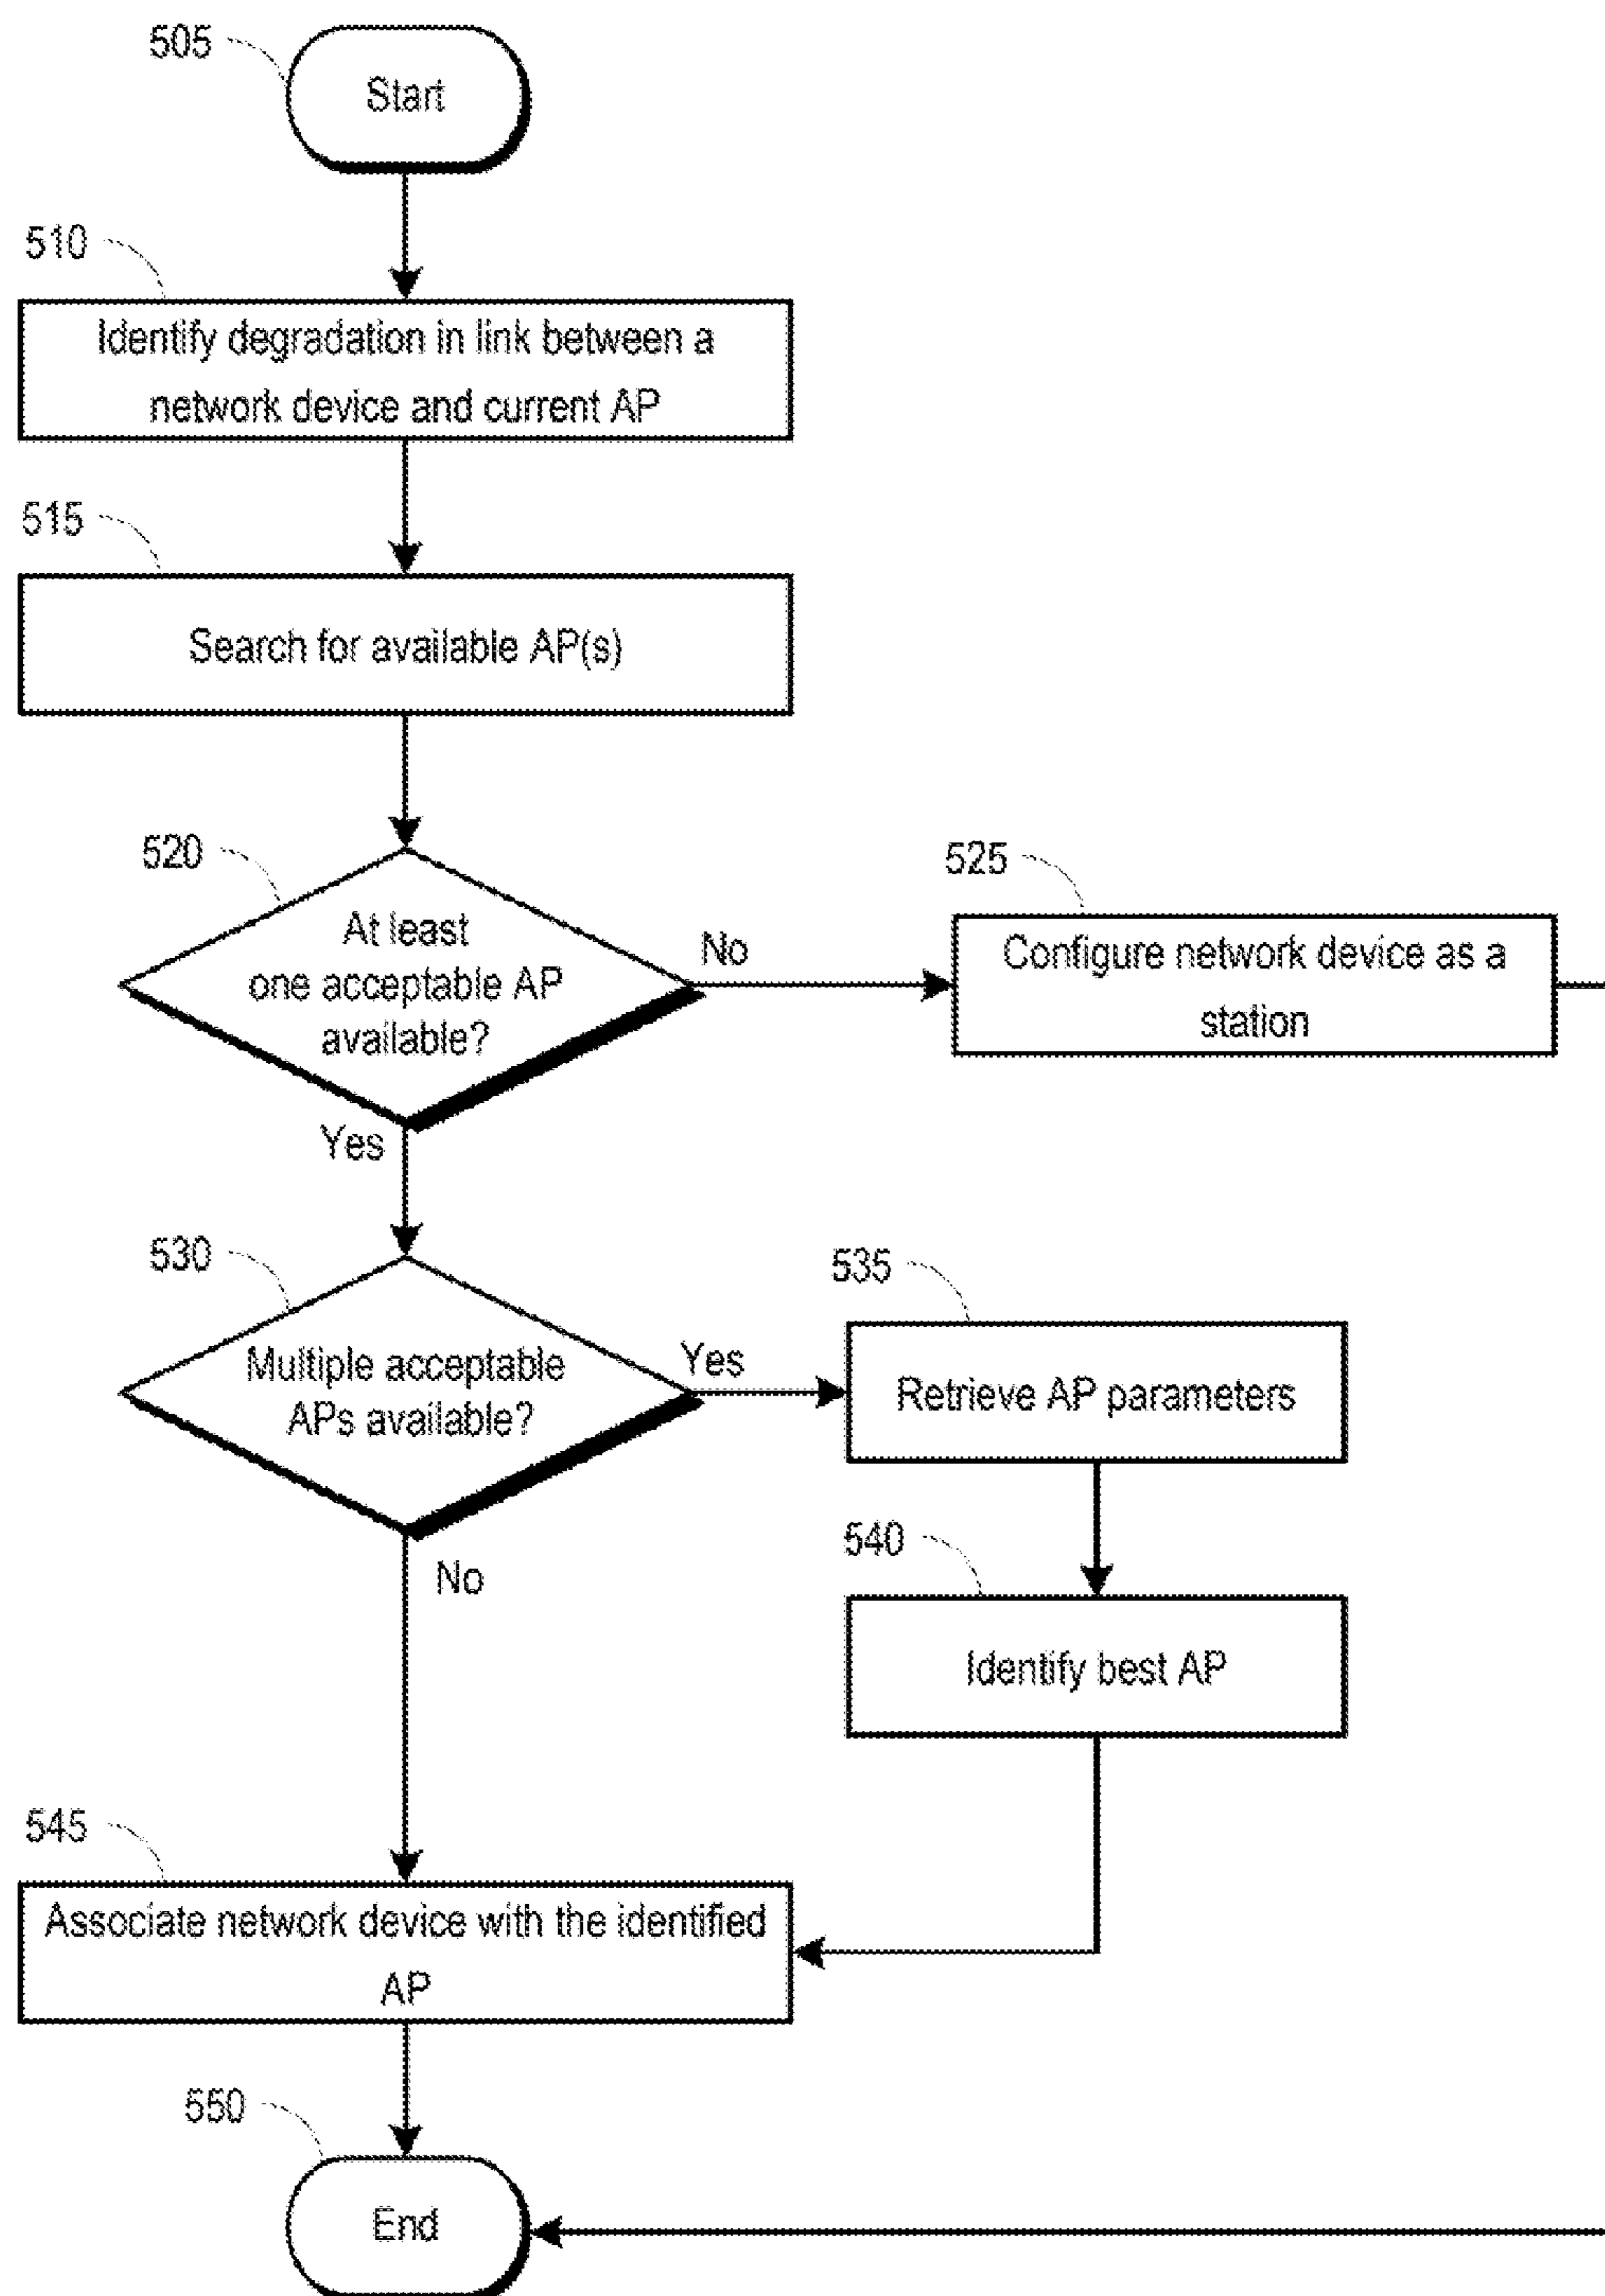 505
Start
510
Identify degradation in link between a
network device and current AP
515
Search for available AP(s)
520
At least
one acceptable AP
available?
No
525
Configure network device as a
station
Yes
530
Multiple acceptable
APs available?
Yes
535
Retrieve AP parameters
No
540
Identify best AP
545
Associate network device with the identified
AP
550
End